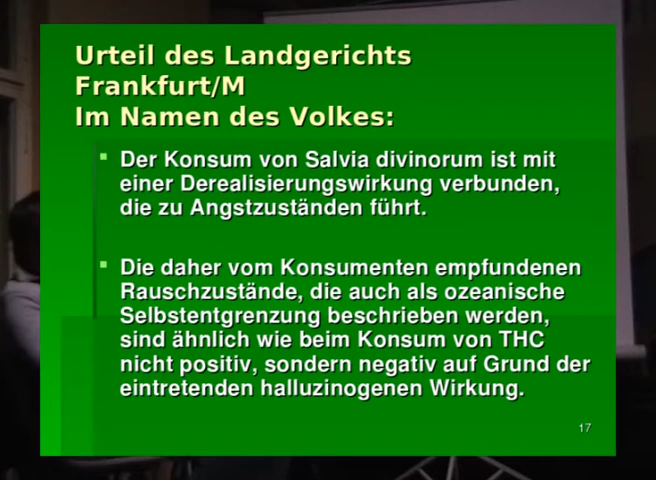 Urteil des Landgerichts
Frankfurt/M
Im Namen des Volkes:
Der Konsum von Salvia divinorum ist mit
einer Derealisierungswirkung verbunden,
die zu Angstzuständen führt.
Die daher vom Konsumenten empfundenen
Rauschzustände, die auch als ozeanische
Selbstentgrenzung beschrieben werden,
sind ähnlich wie beim Konsum von THC
nicht positiv, sondern negativ auf Grund der
eintretenden halluzinogenen Wirkung.
17